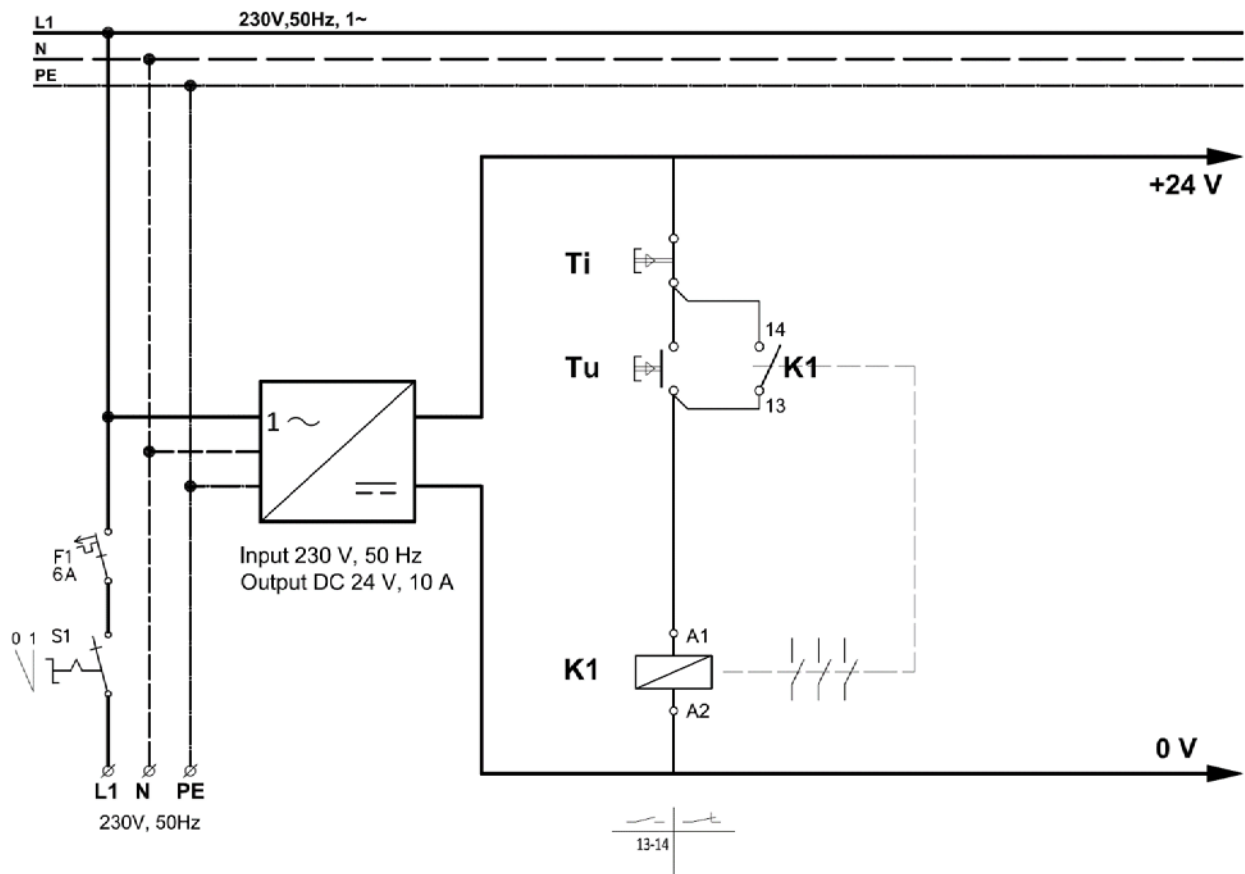 L1
230V,50Hz, 1~
N
PE
+24 V
Ti
14
Tu
K1
13
1 ~
Input 230 V, 50 Hz
Output DC 24 V, 10 A
F1
6A
0 1
S1
A1
K1
A2
0 V
L1 N PE
230V, 50Hz
13-14